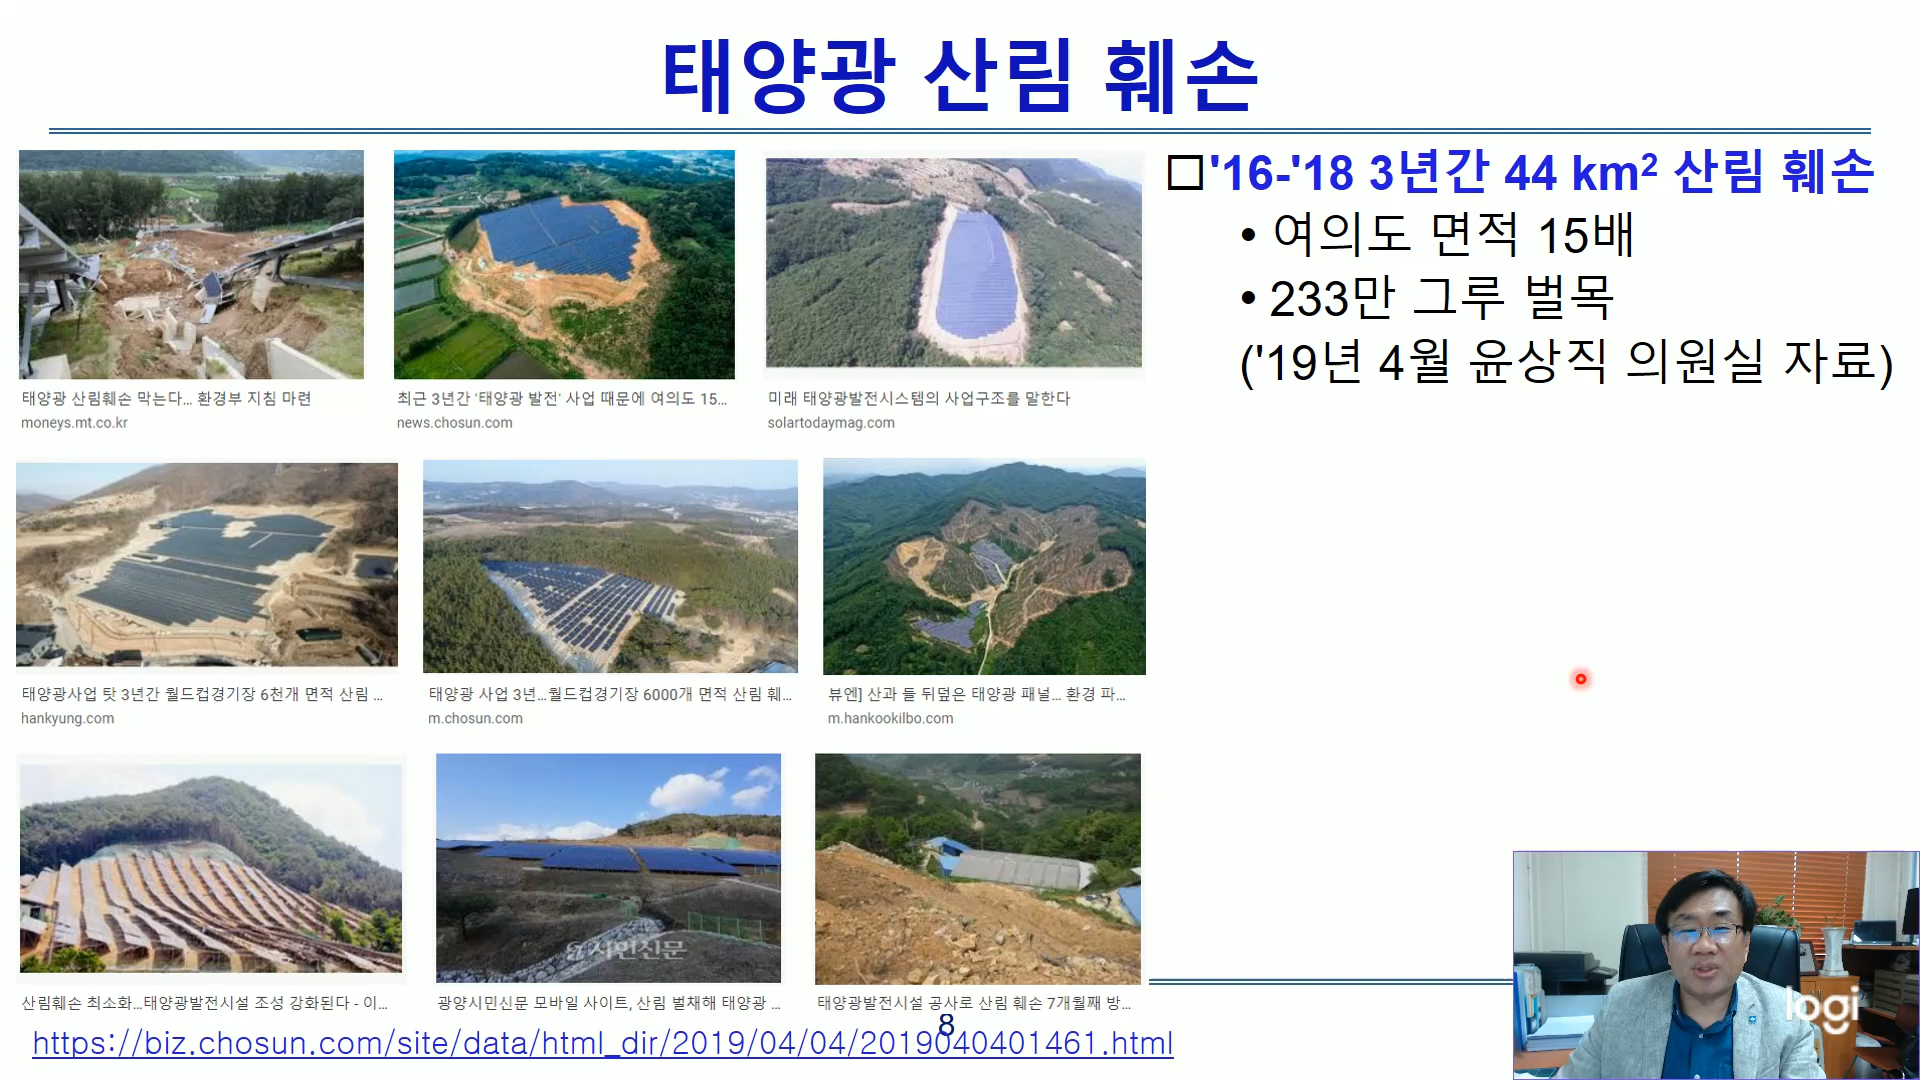 태양광 산림 훼손
'16-'18 3년간 44 km² 산림 훼손
• 여의도 면적 15배
• 233만 그루 벌목
('19년 4월 윤상직 의원실 자료)
태양광 산림훼손 막는다... 환경부 지침 마련
moneys.mt.co.kr
최근 3년간 '태양광 발전' 사업 때문에 여의도 15...
news.chosun.com
미래 태양광발전시스템의 사업구조를 말한다
solartodaymag.com
태양광사업 탓 3년간 월드컵경기장 6천개 면적 산림 ...
hankyung.com
태양광 사업 3년...월드컵경기장 6000개 면적 산림 훼...
m.chosun.com
뷰엔] 산과 들 뒤덮은 태양광 패널... 환경 파...
m.hankookilbo.com
시민신문
산림훼손 최소화...태양광발전시설 조성 강화된다 - 이...
광양시민신문 모바일 사이트, 산림 벌채해 태양광 ...
태양광발전시설 공사로 산림 훼손 7개월째 방...
8
https://biz.chosun.com/site/data/html_dir/2019/04/04/2019040401461.html
logi